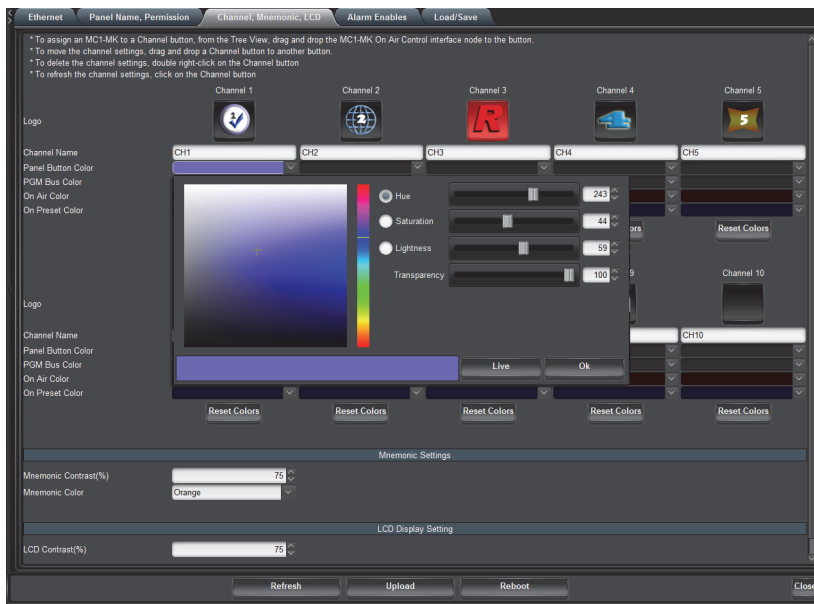 Ethernet Panel Name, Permission Channel, Mnemonic, LCD Alarm Enables Load/Save
* To assign an MC1-MK to a Channel button, from the Tree View, drag and drop the MC1-MK On Air Control interface node to the button.
* To move the channel settings, drag and drop a Channel button to another button.
* To delete the channel settings, double right-click on the Channel button
* To refresh the channel settings, click on the Channel button
Channel 1 Channel 2 Channel 3 Channel 4 Channel 5
Logo 1 2 R 4 5
Channel Name CH1 CH2 CH3 CH4 CH5
Panel Button Color
PGM Bus Color
On Air Color
On Preset Color
Hue 243
Saturation 44
Lightness 59
Transparency 100
Live Ok
ors Reset Colors
9 Channel 10
Logo
Channel Name CH10
Panel Button Color
PGM Bus Color
On Air Color
On Preset Color
Reset Colors Reset Colors Reset Colors Reset Colors Reset Colors
Mnemonic Settings
Mnemonic Contrast(%) 75
Mnemonic Color Orange
LCD Display Setting
LCD Contrast(%) 75
Refresh Upload Reboot Close